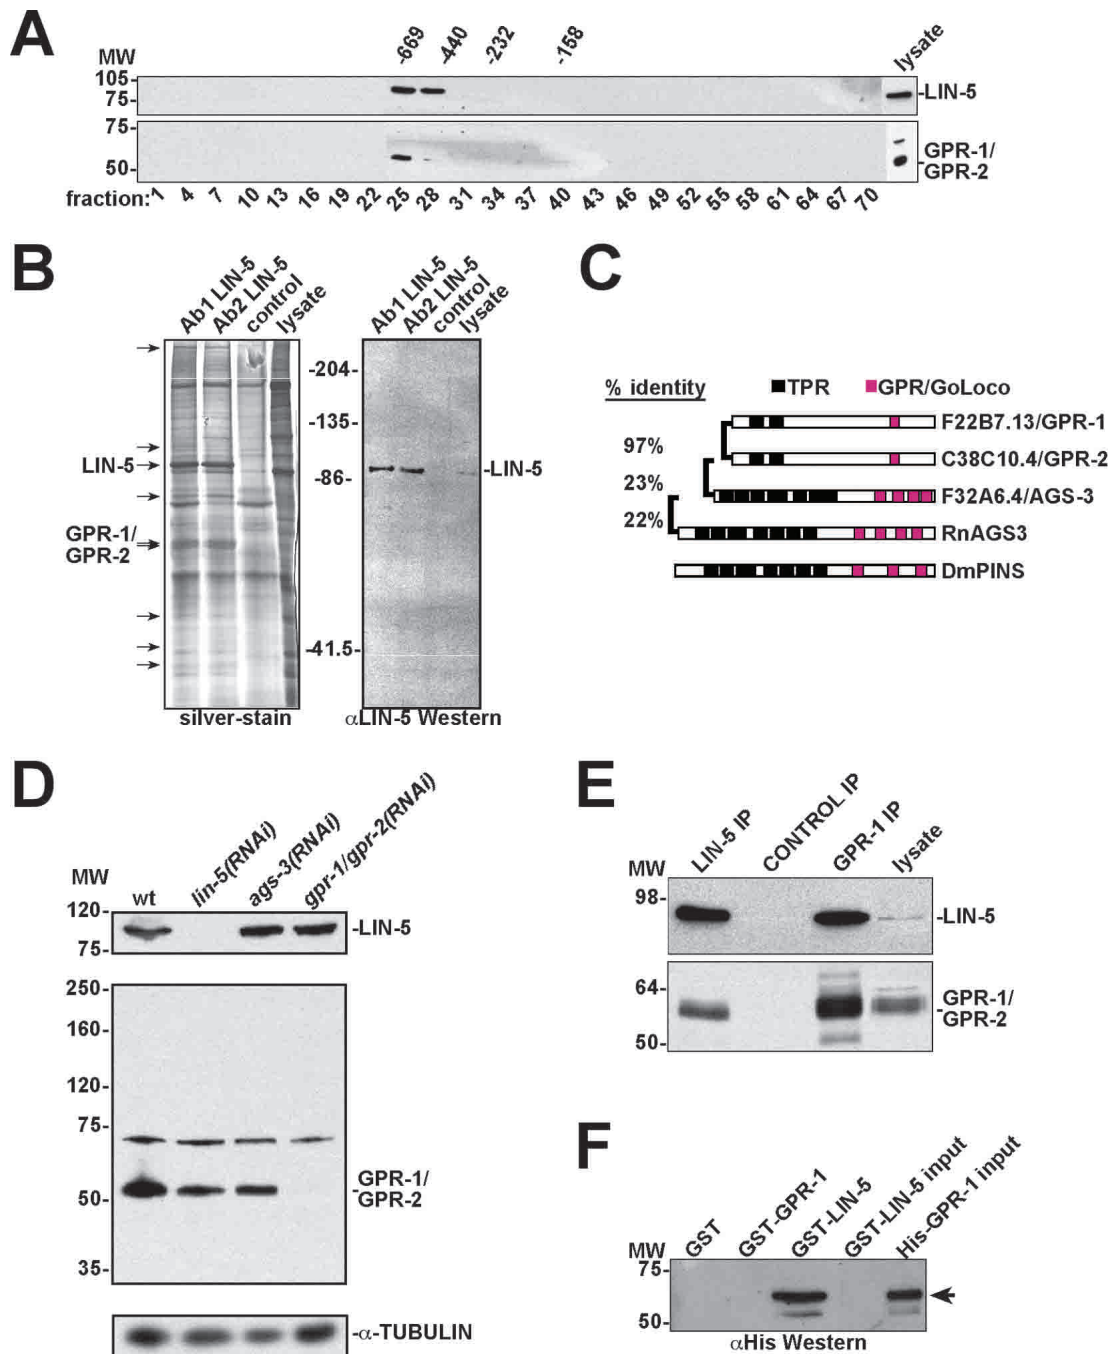 A
-669
-440
-232
-158
lysate
MW
105-
75-
-LIN-5
75-
50-
GPR-1/
-GPR-2
fraction: 1 4 7 10 13 16 19 22 25 28 31 34 37 40 43 46 49 52 55 58 61 64 67 70
B
Ab1 LIN-5
Ab2 LIN-5
control
lysate
Ab1 LIN-5
Ab2 LIN-5
control
lysate
-204-
-135-
LIN-5
-86-
-LIN-5
GPR-1/
GPR-2
-41.5-
silver-stain
αLIN-5 Western
C
% identity
TPR
GPR/GoLoco
F22B7.13/GPR-1
97%
C38C10.4/GPR-2
23%
F32A6.4/AGS-3
22%
RnAGS3
DmPINS
D
MW
wt
lin-5(RNAi)
ags-3(RNAi)
gpr-1/gpr-2(RNAi)
120-
75-
-LIN-5
250-
160-
120-
75-
50-
35-
GPR-1/
-GPR-2
-α-TUBULIN
E
MW
LIN-5 IP
CONTROL IP
GPR-1 IP
lysate
98-
-LIN-5
64-
50-
GPR-1/
-GPR-2
F
MW
GST
GST-GPR-1
GST-LIN-5
GST-LIN-5 input
His-GPR-1 input
75-
50-
αHis Western